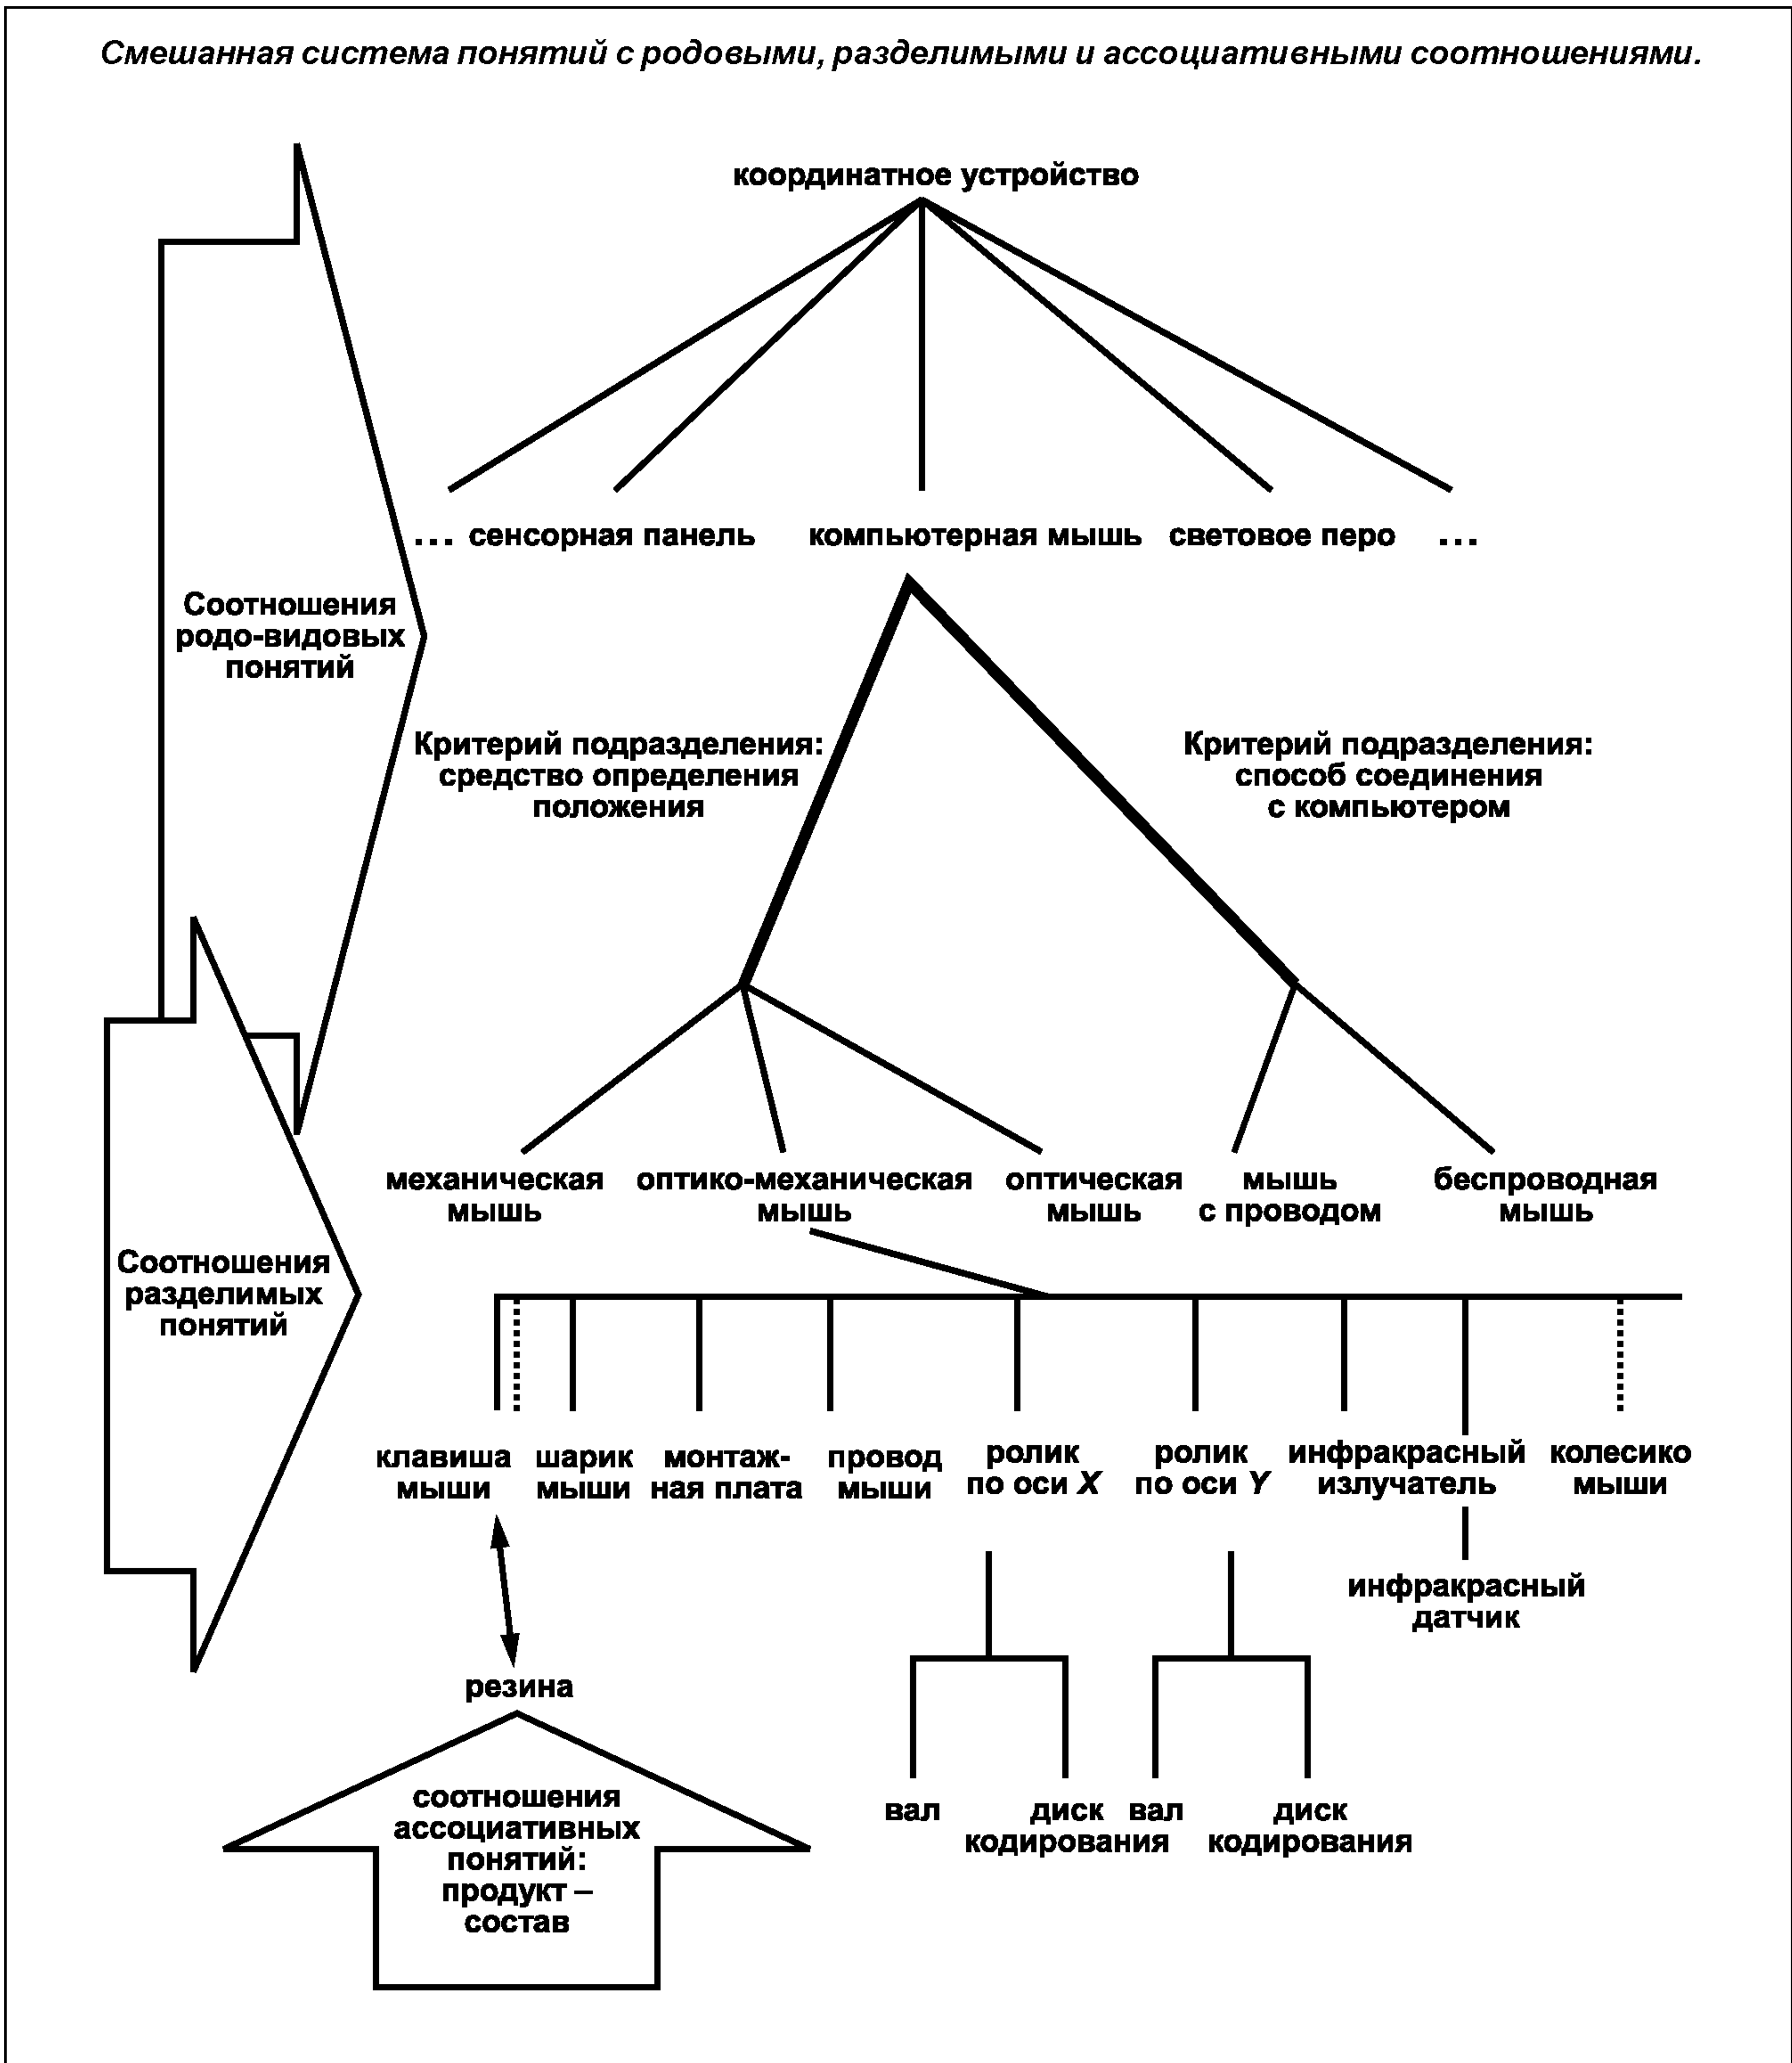 Смешанная система понятий с родовыми, разделимыми и ассоциативными соотношениями.
координатное устройство
... сенсорная панель компьютерная мышь световое перо ...
Соотношения
родо-видовых
понятий
Критерий подразделения:
средство определения
положения
Критерий подразделения:
способ соединения
с компьютером
механическая
мышь
оптико-механическая
мышь
оптическая
мышь
мышь
с проводом
беспроводная
мышь
Соотношения
разделимых
понятий
клавиша
мыши
шарик
мыши
монтаж-
ная плата
провод
мыши
ролик
по оси X
ролик
по оси Y
инфракрасный
излучатель
колесико
мыши
инфракрасный
датчик
резина
соотношения
ассоциативных
понятий:
продукт –
состав
вал
диск
кодирования
вал
диск
кодирования